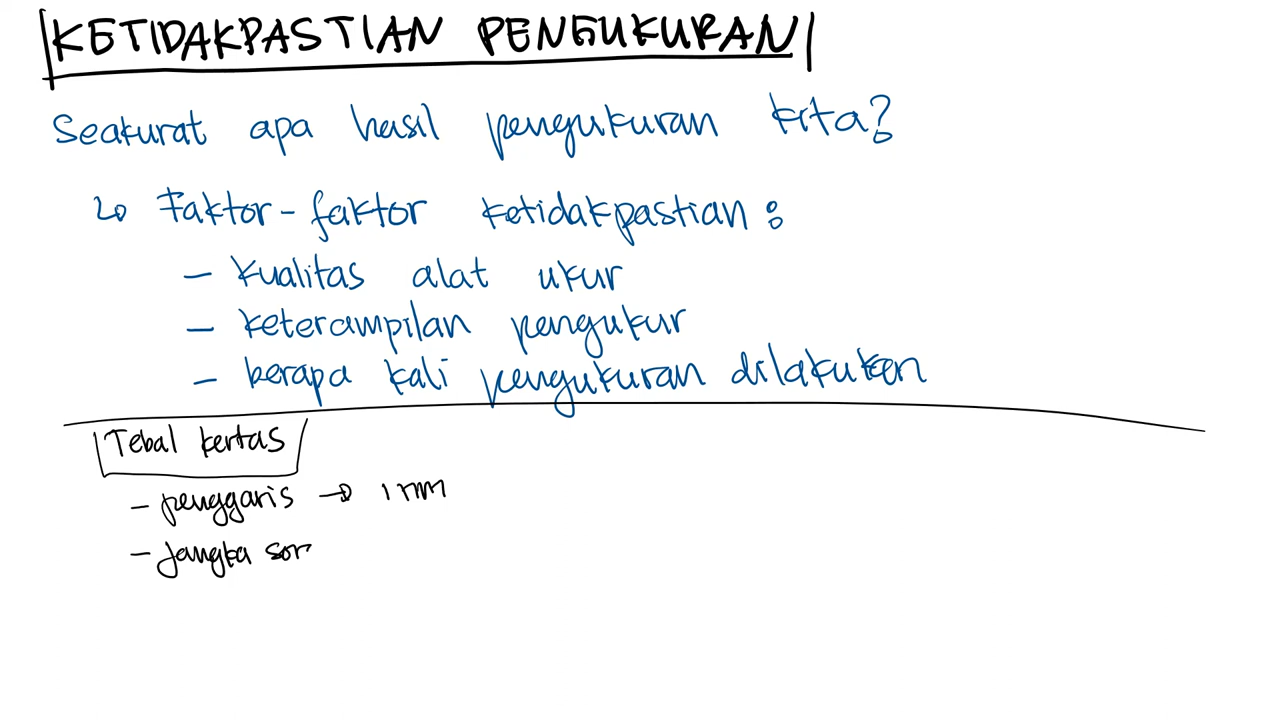 KETIDAKPASTIAN PENGUKURAN
Seakurat apa hasil pengukuran kita?
↳ Faktor-faktor ketidakpastian:
- kualitas alat ukur
- keterampilan pengukur
- berapa kali pengukuran dilakukan
Tebal kertas
- penggaris → 1 mm
- jangka sor